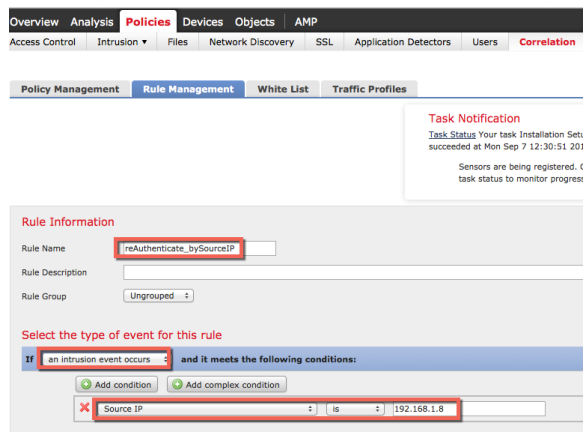 Overview Analysis Policies Devices Objects AMP
Access Control Intrusion ▾ Files Network Discovery SSL Application Detectors Users Correlation
Policy Management Rule Management White List Traffic Profiles
Task Notification
Task Status Your task Installation
succeeded at Mon Sep 7 12:30:51
Sensors are being registered.
task status to monitor
Rule Information
Rule Name reAuthenticate_bySourceIP
Rule Description
Rule Group Ungrouped
Select the type of event for this rule
If an intrusion event occurs and it meets the following conditions:
Add condition Add complex condition
Source IP is 192.168.1.8